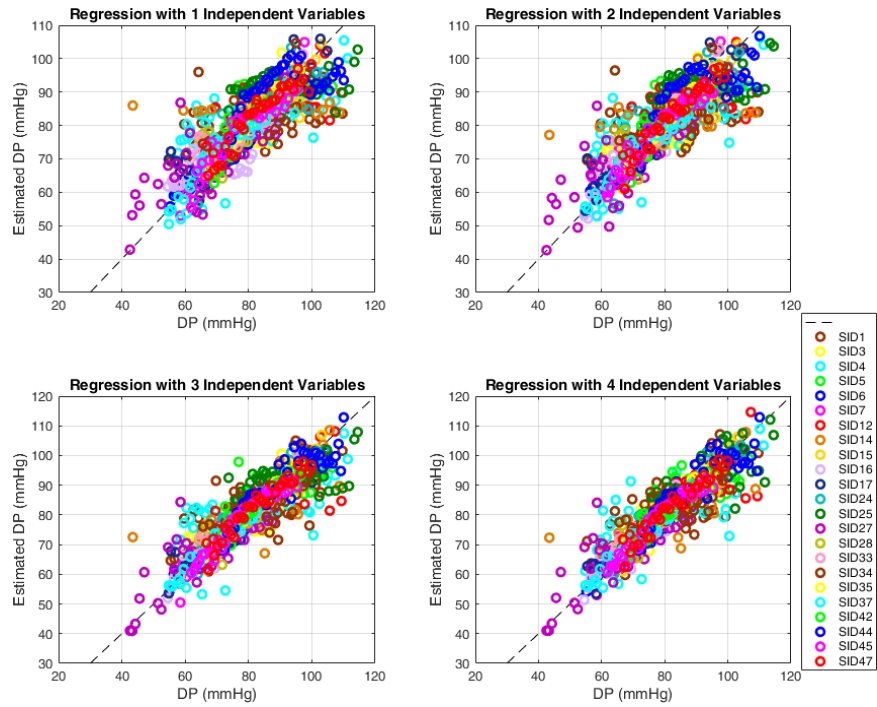 Regression with 1 Independent Variables
110
100
90
80
70
60
50
40
30
20 40 60 80 100 120
Estimated DP (mmHg)
DP (mmHg)
Regression with 2 Independent Variables
110
100
90
80
70
60
50
40
30
20 40 60 80 100 120
Estimated DP (mmHg)
DP (mmHg)
Regression with 3 Independent Variables
120
110
100
90
80
70
60
50
40
30
20 40 60 80 100 120
Estimated DP (mmHg)
DP (mmHg)
Regression with 4 Independent Variables
120
110
100
90
80
70
60
50
40
30
20 40 60 80 100 120
Estimated DP (mmHg)
DP (mmHg)
SID1
SID3
SID4
SID5
SID6
SID7
SID12
SID14
SID15
SID16
SID17
SID24
SID25
SID27
SID28
SID33
SID34
SID35
SID37
SID42
SID44
SID45
SID47